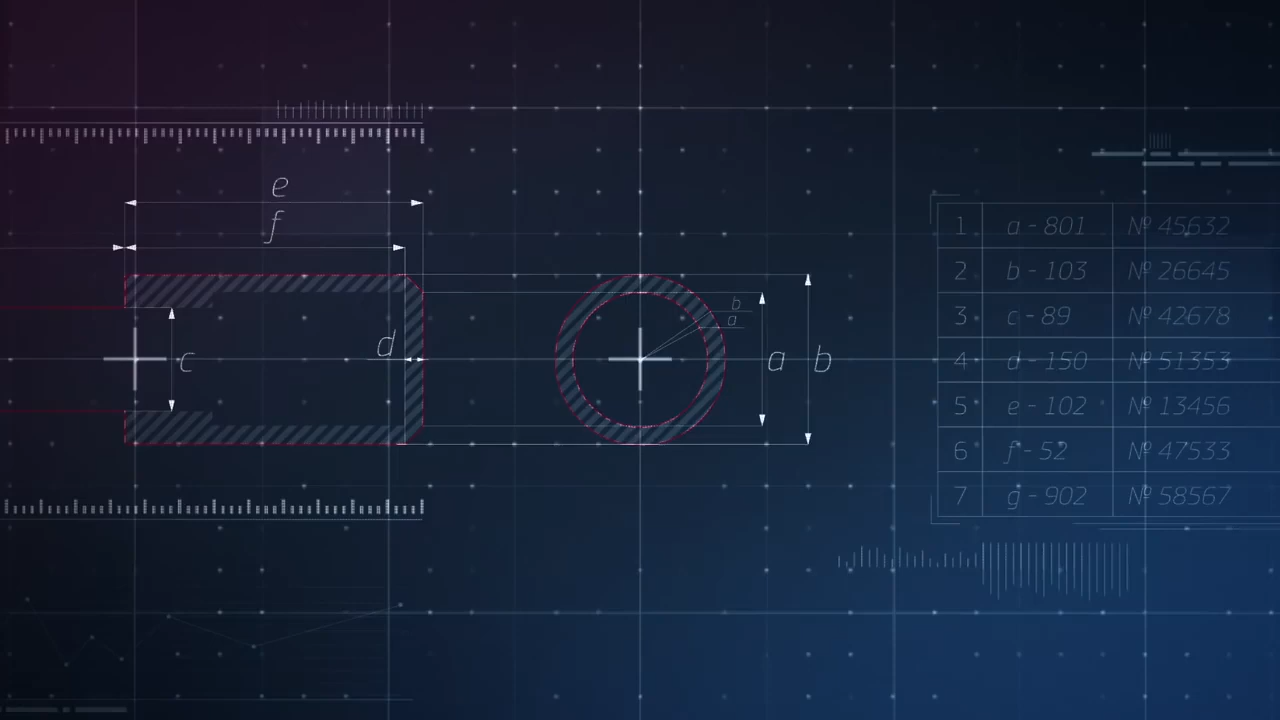 e
f
c
d
b
a
a
b
1 a - 801 № 45632
2 b - 103 № 26645
3 c - 89 № 42678
4 d - 150 № 51353
5 e - 102 № 13456
6 f - 52 № 47533
7 g - 902 № 58567